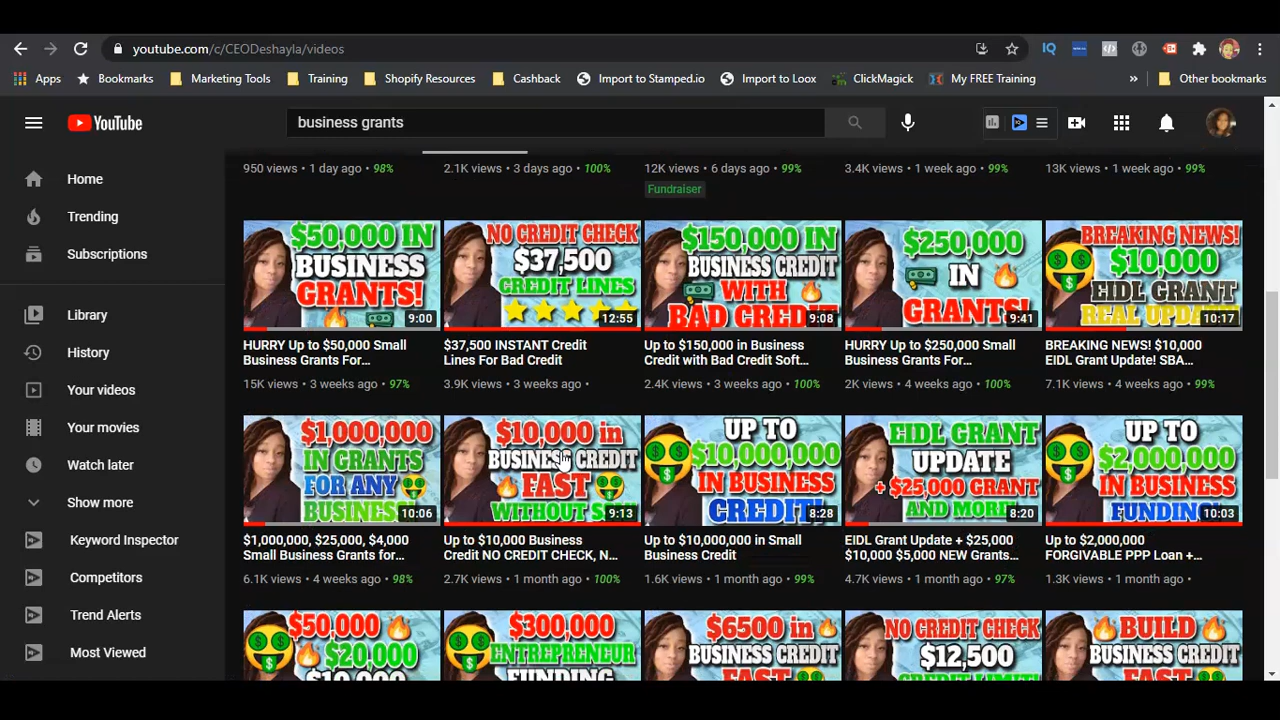 youtube.com/c/CEODeshayla/videos
Apps Bookmarks Marketing Tools Training Shopify Resources Cashback Import to Stamped.io Import to Loox ClickMagick My FREE Training » Other bookmarks
YouTube
business grants
IQ
Home
Trending
Subscriptions
Library
History
Your videos
Your movies
Watch later
Show more
Keyword Inspector
Competitors
Trend Alerts
Most Viewed
950 views • 1 day ago • 98%
2.1K views • 3 days ago • 100%
12K views • 6 days ago • 99%
Fundraiser
3.4K views • 1 week ago • 99%
13K views • 1 week ago • 99%
$50,000 IN
BUSINESS
GRANTS!
9:00
HURRY Up to $50,000 Small
Business Grants For...
15K views • 3 weeks ago • 97%
NO CREDIT CHECK
$37,500
CREDIT LINES
12:55
$37,500 INSTANT Credit
Lines For Bad Credit
3.9K views • 3 weeks ago •
$150,000 IN
BUSINESS CREDIT
WITH
BAD CREDIT
9:08
Up to $150,000 in Business
Credit with Bad Credit Soft...
2.4K views • 3 weeks ago • 100%
$250,000
IN
GRANTS!
9:41
HURRY Up to $250,000 Small
Business Grants For...
2K views • 4 weeks ago • 100%
BREAKING NEWS!
$10,000
EIDL GRANT
REAL UPDATE
10:17
BREAKING NEWS! $10,000
EIDL Grant Update! SBA...
7.1K views • 4 weeks ago • 99%
$1,000,000
IN GRANTS
FOR ANY
BUSINESS
10:06
$1,000,000, $25,000, $4,000
Small Business Grants for...
6.1K views • 4 weeks ago • 98%
$10,000 in
BUSINESS CREDIT
FAST
WITHOUT
9:13
Up to $10,000 Business
Credit NO CREDIT CHECK, N...
2.7K views • 1 month ago • 100%
UP TO
$10,000,000
IN BUSINESS
CREDIT!
8:28
Up to $10,000,000 in Small
Business Credit
1.6K views • 1 month ago • 99%
EIDL GRANT
UPDATE
+ $25,000 GRANT
AND MORE
8:20
EIDL Grant Update + $25,000
$10,000 $5,000 NEW Grants...
4.7K views • 1 month ago • 97%
UP TO
$2,000,000
IN BUSINESS
FUNDING
10:03
Up to $2,000,000
FORGIVABLE PPP Loan +...
1.3K views • 1 month ago •
$50,000
$20,000
$10,000
$300,000
ENTREPRENEUR
FUNDING
$6500 in
BUSINESS CREDIT
FAST
NO CREDIT CHECK
$12,500
CREDIT LIMIT!
BUILD
BUSINESS CREDIT
FAST